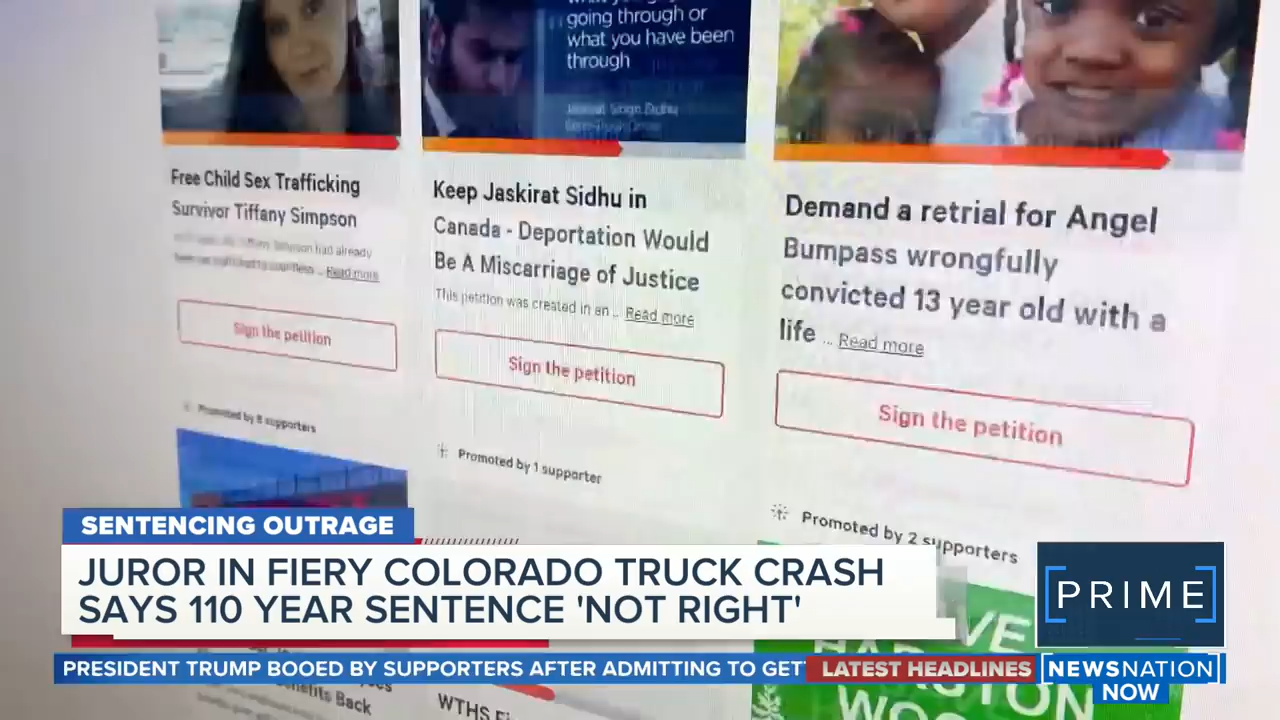 going through or
what you have been
through
Free Child Sex Trafficking
Survivor Tiffany Simpson
Read more
Sign the petition
Promoted by 8 supporters
Keep Jaskirat Sidhu in
Canada - Deportation Would
Be A Miscarriage of Justice
This petition was created in an ... Read more
Sign the petition
Promoted by 1 supporter
Demand a retrial for Angel
Bumpass wrongfully
convicted 13 year old with a
life ... Read more
Sign the petition
Promoted by 2 supporters
SENTENCING OUTRAGE
JUROR IN FIERY COLORADO TRUCK CRASH
SAYS 110 YEAR SENTENCE 'NOT RIGHT'
PRIME
PRESIDENT TRUMP BOOED BY SUPPORTERS AFTER ADMITTING TO GET
LATEST HEADLINES
NEWSNATION
NOW
Back
WTHS